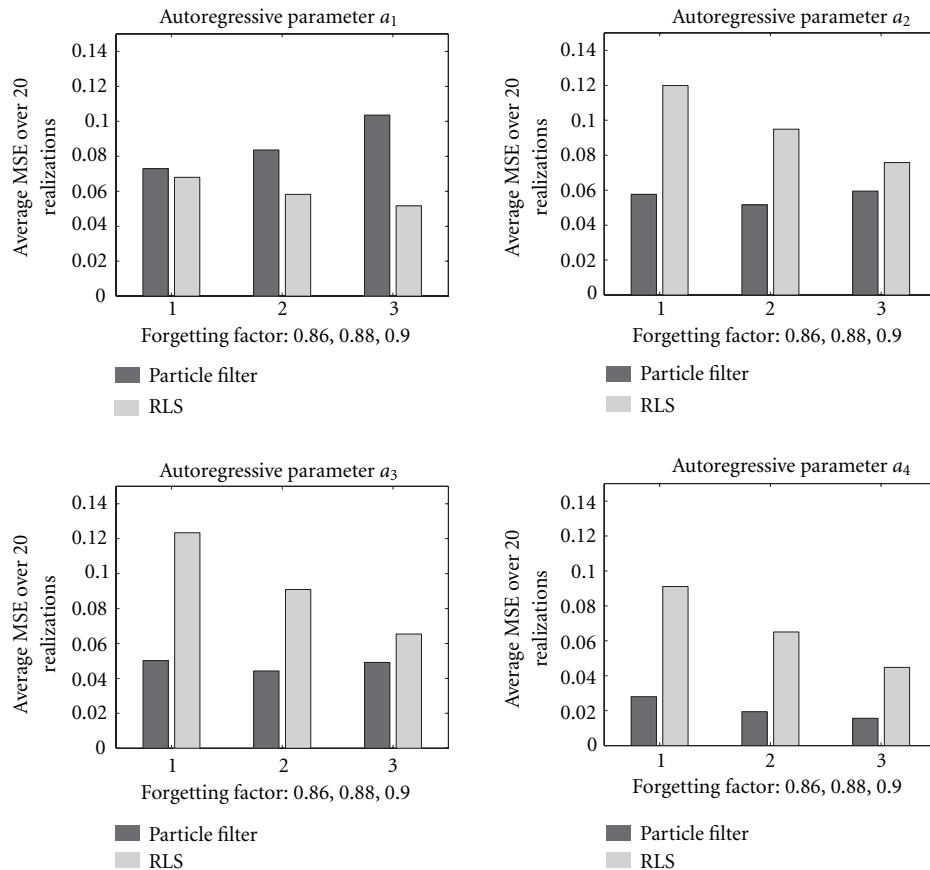 Autoregressive parameter a1
0.14
0.12
0.1
0.08
0.06
0.04
0.02
0
Average MSE over 20
realizations
1 2 3
Forgetting factor: 0.86, 0.88, 0.9
Particle filter
RLS
Autoregressive parameter a2
0.14
0.12
0.1
0.08
0.06
0.04
0.02
0
Average MSE over 20
realizations
1 2 3
Forgetting factor: 0.86, 0.88, 0.9
Particle filter
RLS
Autoregressive parameter a3
0.14
0.12
0.1
0.08
0.06
0.04
0.02
0
Average MSE over 20
realizations
1 2 3
Forgetting factor: 0.86, 0.88, 0.9
Particle filter
RLS
Autoregressive parameter a4
0.14
0.12
0.1
0.08
0.06
0.04
0.02
0
Average MSE over 20
realizations
1 2 3
Forgetting factor: 0.86, 0.88, 0.9
Particle filter
RLS